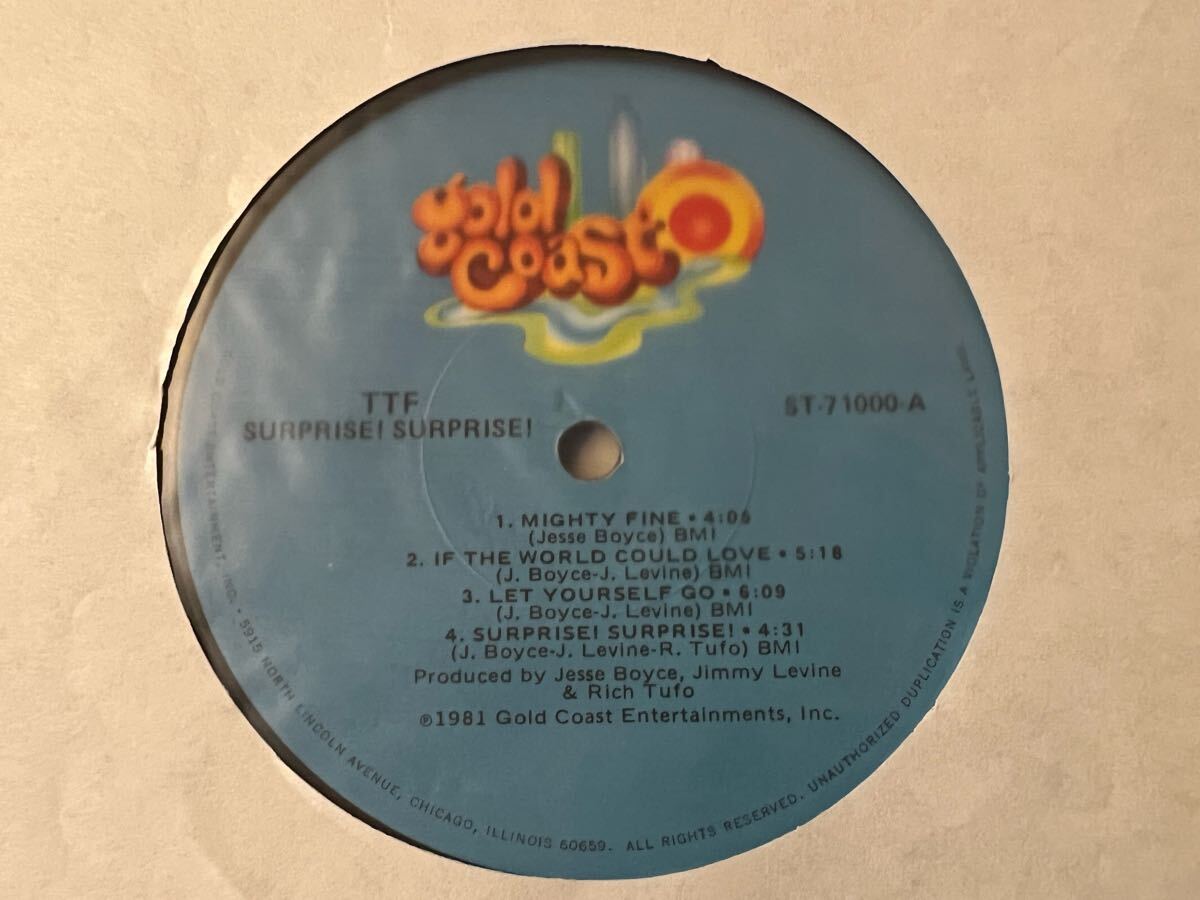 gold
coast
TTF
SURPRISE! SURPRISE!
ST-71000-A
1. MIGHTY FINE • 4:05
(Jesse Boyce) BMI
2. IF THE WORLD COULD LOVE • 5:18
(J. Boyce-J. Levine) BMI
3. LET YOURSELF GO • 6:09
(J. Boyce-J. Levine) BMI
4. SURPRISE! SURPRISE! • 4:31
(J. Boyce-J. Levine-R. Tufo) BMI
Produced by Jesse Boyce, Jimmy Levine
& Rich Tufo
℗1981 Gold Coast Entertainments, Inc.
INC. • 5915 NORTH LINCOLN AVENUE, CHICAGO, ILLINOIS 60659. ALL RIGHTS RESERVED. UNAUTHORIZED DUPLICATION IS A VIOLATION OF APPLICABLE LAWS.